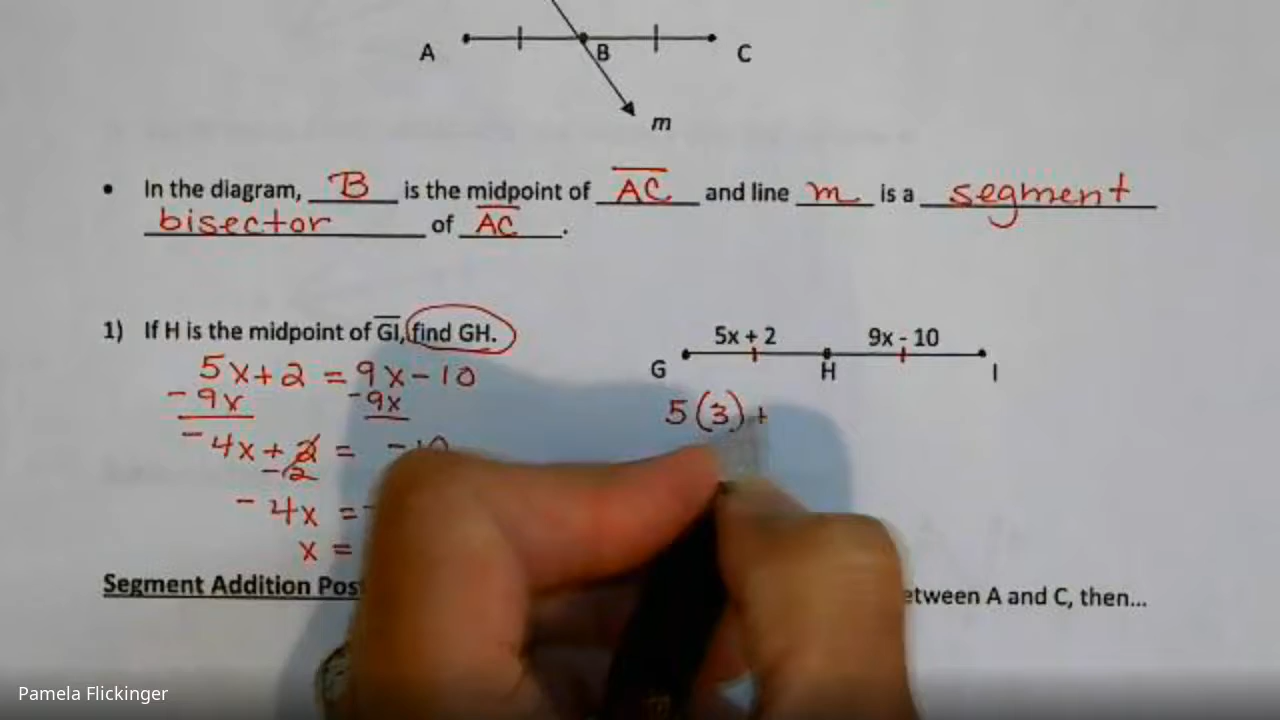 A B C
m
• In the diagram, B is the midpoint of AC and line m is a segment
bisector of AC.
1) If H is the midpoint of GI, find GH.
5x + 2 9x - 10
G H I
5x+2 = 9x-10
-9x -9x
5(3)+
-4x+2 = -10
-2
-4x =
x =
Segment Addition etween A and C, then...
Pamela Flickinger